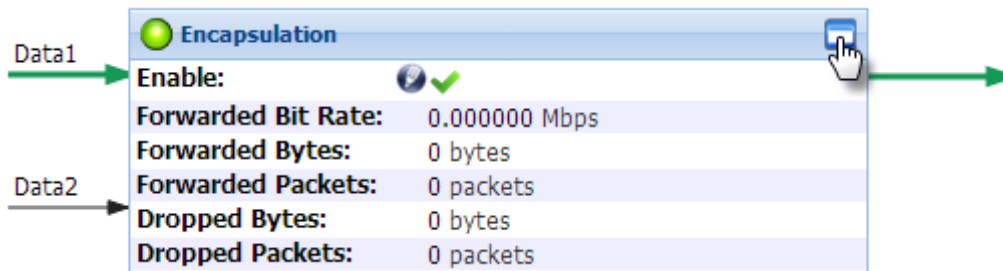 Encapsulation
Data1
Enable:
Forwarded Bit Rate: 0.000000 Mbps
Forwarded Bytes: 0 bytes
Data2
Forwarded Packets: 0 packets
Dropped Bytes: 0 bytes
Dropped Packets: 0 packets